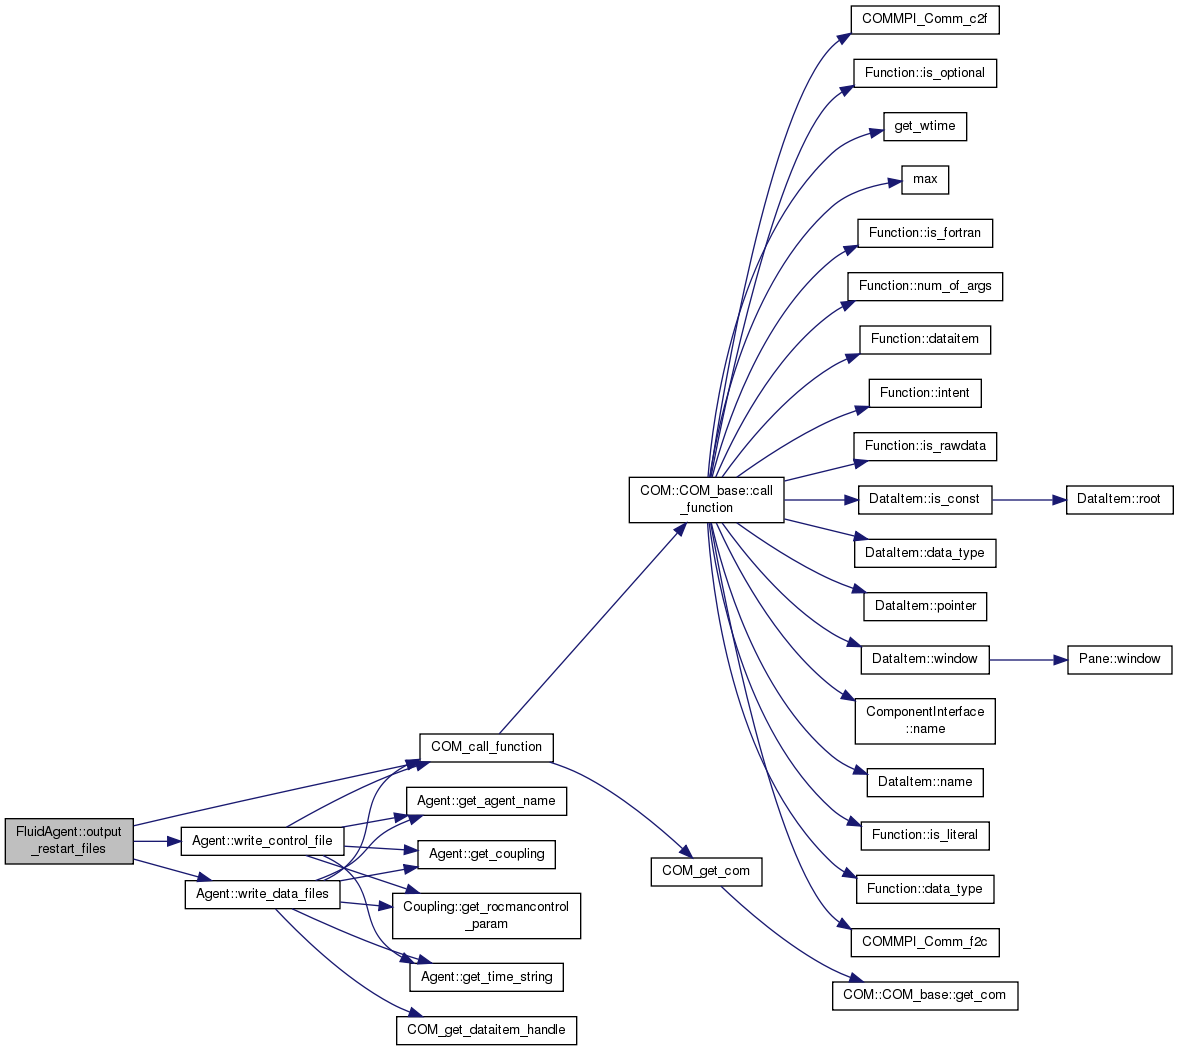 COMMPI_Comm_c2f
Function::is_optional
get_wtime
max
Function::is_fortran
Function::num_of_args
Function::dataitem
Function::intent
Function::is_rawdata
COM::COM_base::call
_function
DataItem::is_const
DataItem::root
DataItem::data_type
DataItem::pointer
DataItem::window
Pane::window
ComponentInterface
::name
COM_call_function
DataItem::name
Agent::get_agent_name
FluidAgent::output
_restart_files
Agent::write_control_file
Function::is_literal
Agent::get_coupling
COM_get_com
Agent::write_data_files
Function::data_type
Coupling::get_rocmancontrol
_param
COMMPI_Comm_f2c
Agent::get_time_string
COM::COM_base::get_com
COM_get_dataitem_handle